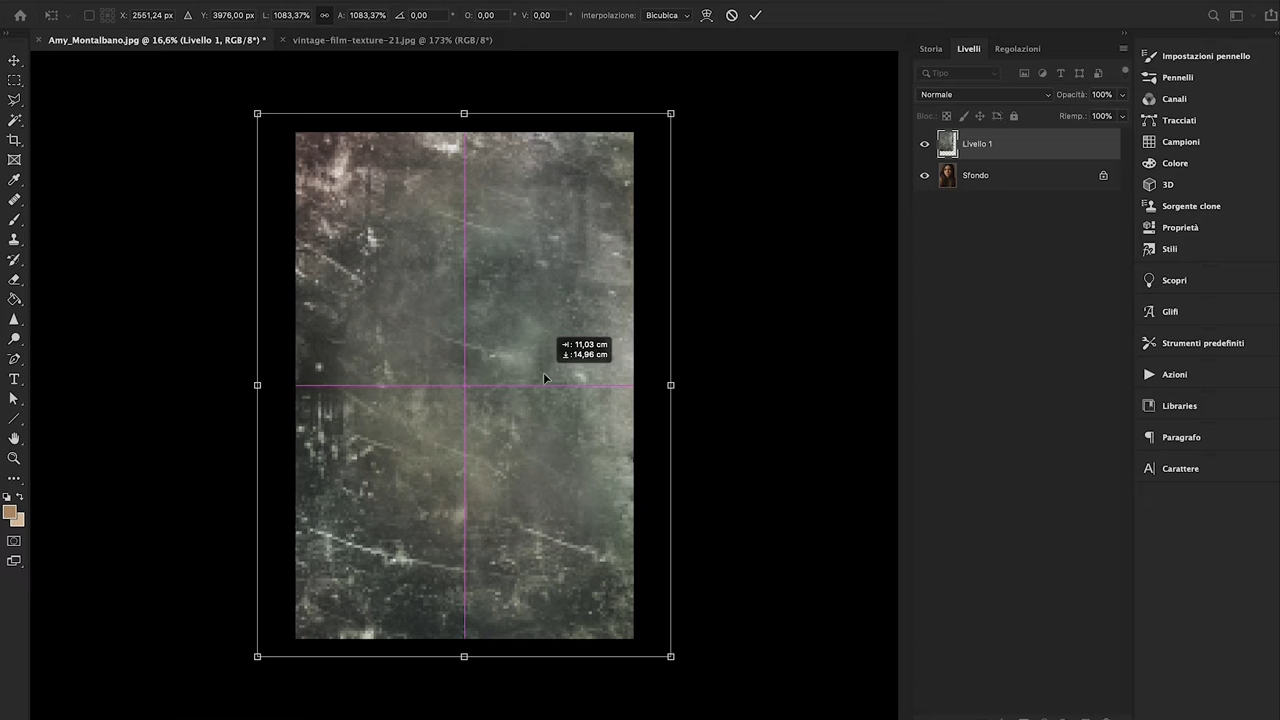 X: 2551,24 px Y: 3976,00 px L: 1083,37% A: 1083,37% 0,00 ° O: 0,00 ° V: 0,00 ° Interpolazione: Bicubica
Amy_Montalbano.jpg @ 16,6% (Livello 1, RGB/8*) *
vintage-film-texture-21.jpg @ 173% (RGB/8*)
Storia Livelli Regolazioni
Tipo
Normale Opacità: 100%
Bloc.: Riemp.: 100%
Livello 1
Sfondo
: 11,03 cm
: 14,96 cm
Impostazioni pennello
Pennelli
Canali
Tracciati
Campioni
Colore
3D
Sorgente clone
Proprietà
Stili
Scopri
Glifi
Strumenti predefiniti
Azioni
Libraries
Paragrafo
Carattere